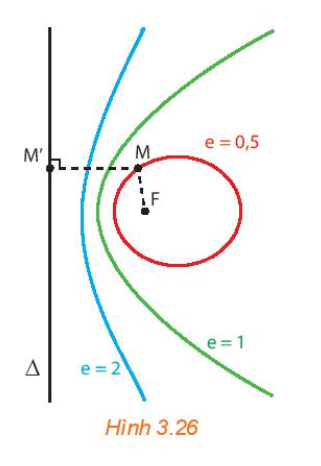 e = 0,5
M'
M
F
e = 1
Δ
e = 2
Hình 3.26